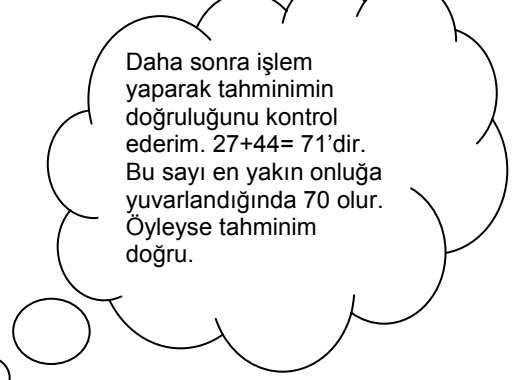 Daha sonra işlem
yaparak tahminimin
doğruluğunu kontrol
ederim. 27+44= 71’dir.
Bu sayı en yakın onluğa
yuvarlandığında 70 olur.
Öyleyse tahminim
doğru.